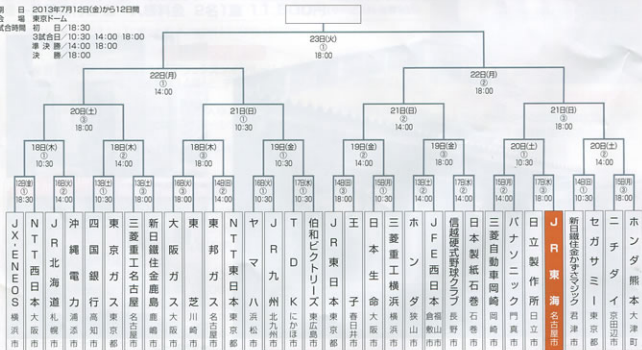 期　日　2013年7月12日(金)から12日間
会　場　東京ドーム
試合時間　初　日／18:30
3試合日／10:30 14:00 18:00
準 決 勝／14:00 18:00
決　　勝／18:00
23日(火)
①
18:00
22日(月)
①
14:00
22日(月)
②
18:00
20日(土)
③
18:00
21日(日)
①
10:30
21日(日)
②
14:00
21日(日)
③
18:00
18日(木)
①
10:30
18日(木)
②
14:00
18日(木)
③
18:00
19日(金)
①
10:30
19日(金)
②
14:00
19日(金)
③
18:00
20日(土)
①
10:30
20日(土)
②
14:00
JX-ENEOS 横浜市
NTT西日本 大阪市
JR北海道 札幌市
沖縄電力 浦添市
四国銀行 高知市
東京ガス 東京都
三菱重工名古屋 名古屋市
新日鐵住金鹿島 鹿嶋市
大阪ガス 大阪市
東芝 川崎市
東邦ガス 名古屋市
NTT東日本 東京都
ヤマハ 浜松市
JR九州 北九州市
TDK にかほ市
伯和ビクトリーズ 東広島市
JR東日本 東京都
王子 春日井市
日本生命 大阪市
三菱重工横浜 横浜市
ホンダ 狭山市
JFE西日本 福山市 倉敷市
信越硬式野球クラブ 長野市
日本製紙石巻 石巻市
三菱自動車岡崎 岡崎市
パナソニック 門真市
日立製作所 日立市
JR東海 名古屋市
新日鐵住金かずさマジック 君津市
セガサミー 東京都
ニチダイ 京田辺市
ホンダ熊本 大津町